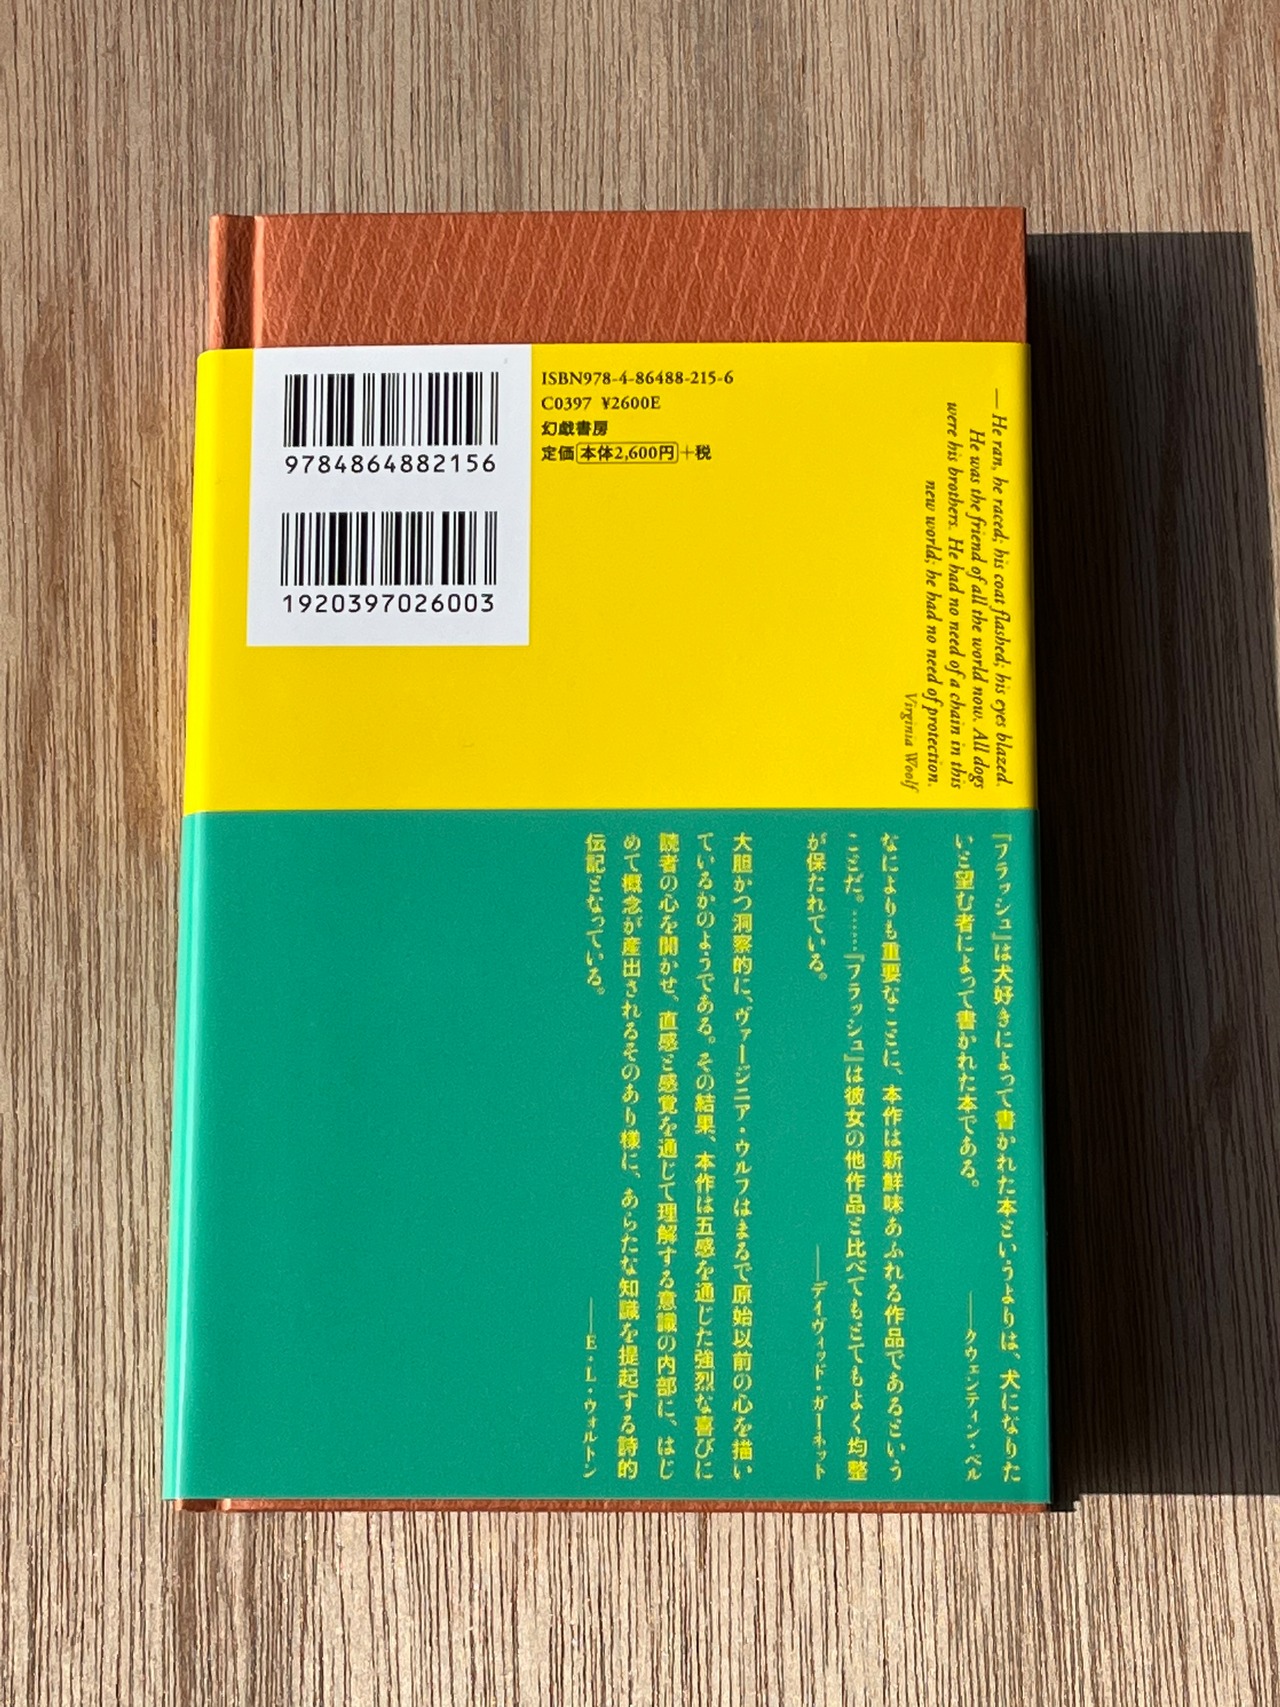 9784864882156
1920397026003
ISBN978-4-86488-215-6
C0397 ¥2600E
幻戯書房
定価本体2,600円+税
— He ran, he raced; his coat flashed; his eyes blazed.
He was the friend of all the world now. All dogs
were his brothers. He had no need of a chain in this
new world; he had no need of protection.
Virginia Woolf
『フラッシュ』は犬好きによって書かれた本というよりは、犬になりた
いと望む者によって書かれた本である。
——クウェンティン・ベル
なによりも重要なことに、本作は新鮮味あふれる作品であるという
ことだ。……『フラッシュ』は彼女の他作品と比べてもとてもよく均整
が保たれている。
——デイヴィッド・ガーネット
大胆かつ洞察的に、ヴァージニア・ウルフはまるで原始以前の心を描い
ているかのようである。その結果、本作は五感を通じた強烈な喜びに
読者の心を開かせ、直感と感覚を通じて理解する意識の内部に、はじ
めて概念が産出されるそのあり様に、あらたな知識を提起する詩的
伝記となっている。
——E・L・ウォルトン